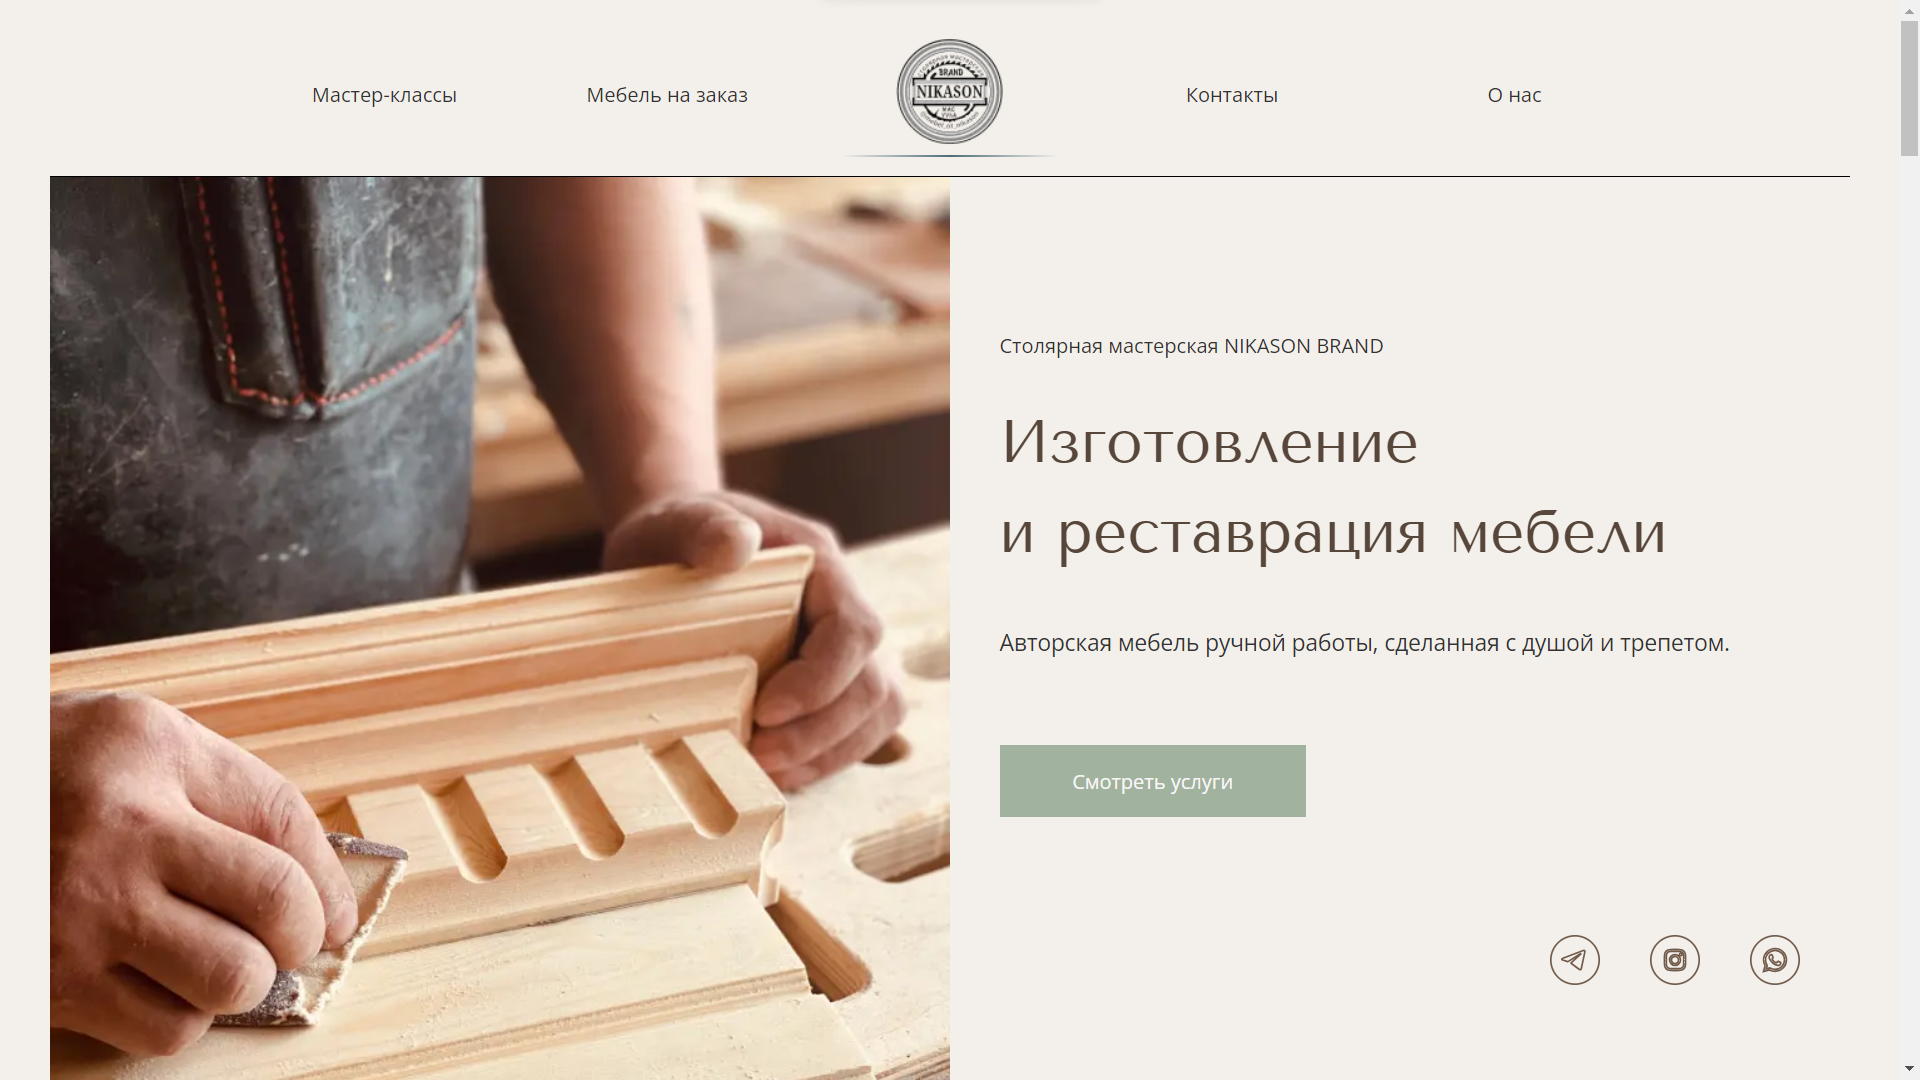 Мастер-классы
Мебель на заказ
BRAND
NIKASON
Контакты
О нас
Столярная мастерская NIKASON BRAND
Изготовление
и реставрация мебели
Авторская мебель ручной работы, сделанная с душой и трепетом.
Смотреть услуги